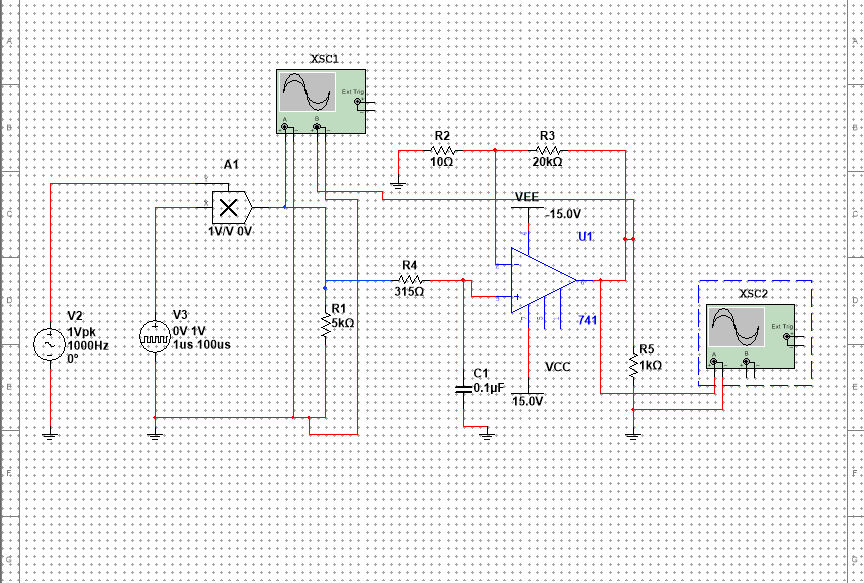 XSC1
Ext Trig
A
B
A1
Y
X
1V/V 0V
R2
10Ω
R3
20kΩ
VEE
-15.0V
U1
741
R4
315Ω
R1
5kΩ
V2
1Vpk
1000Hz
0°
V3
0V 1V
1us 100us
C1
0.1µF
VCC
15.0V
R5
1kΩ
XSC2
Ext Trig
A
B
A
B
C
D
E
F
G
A
B
C
D
E
F
G